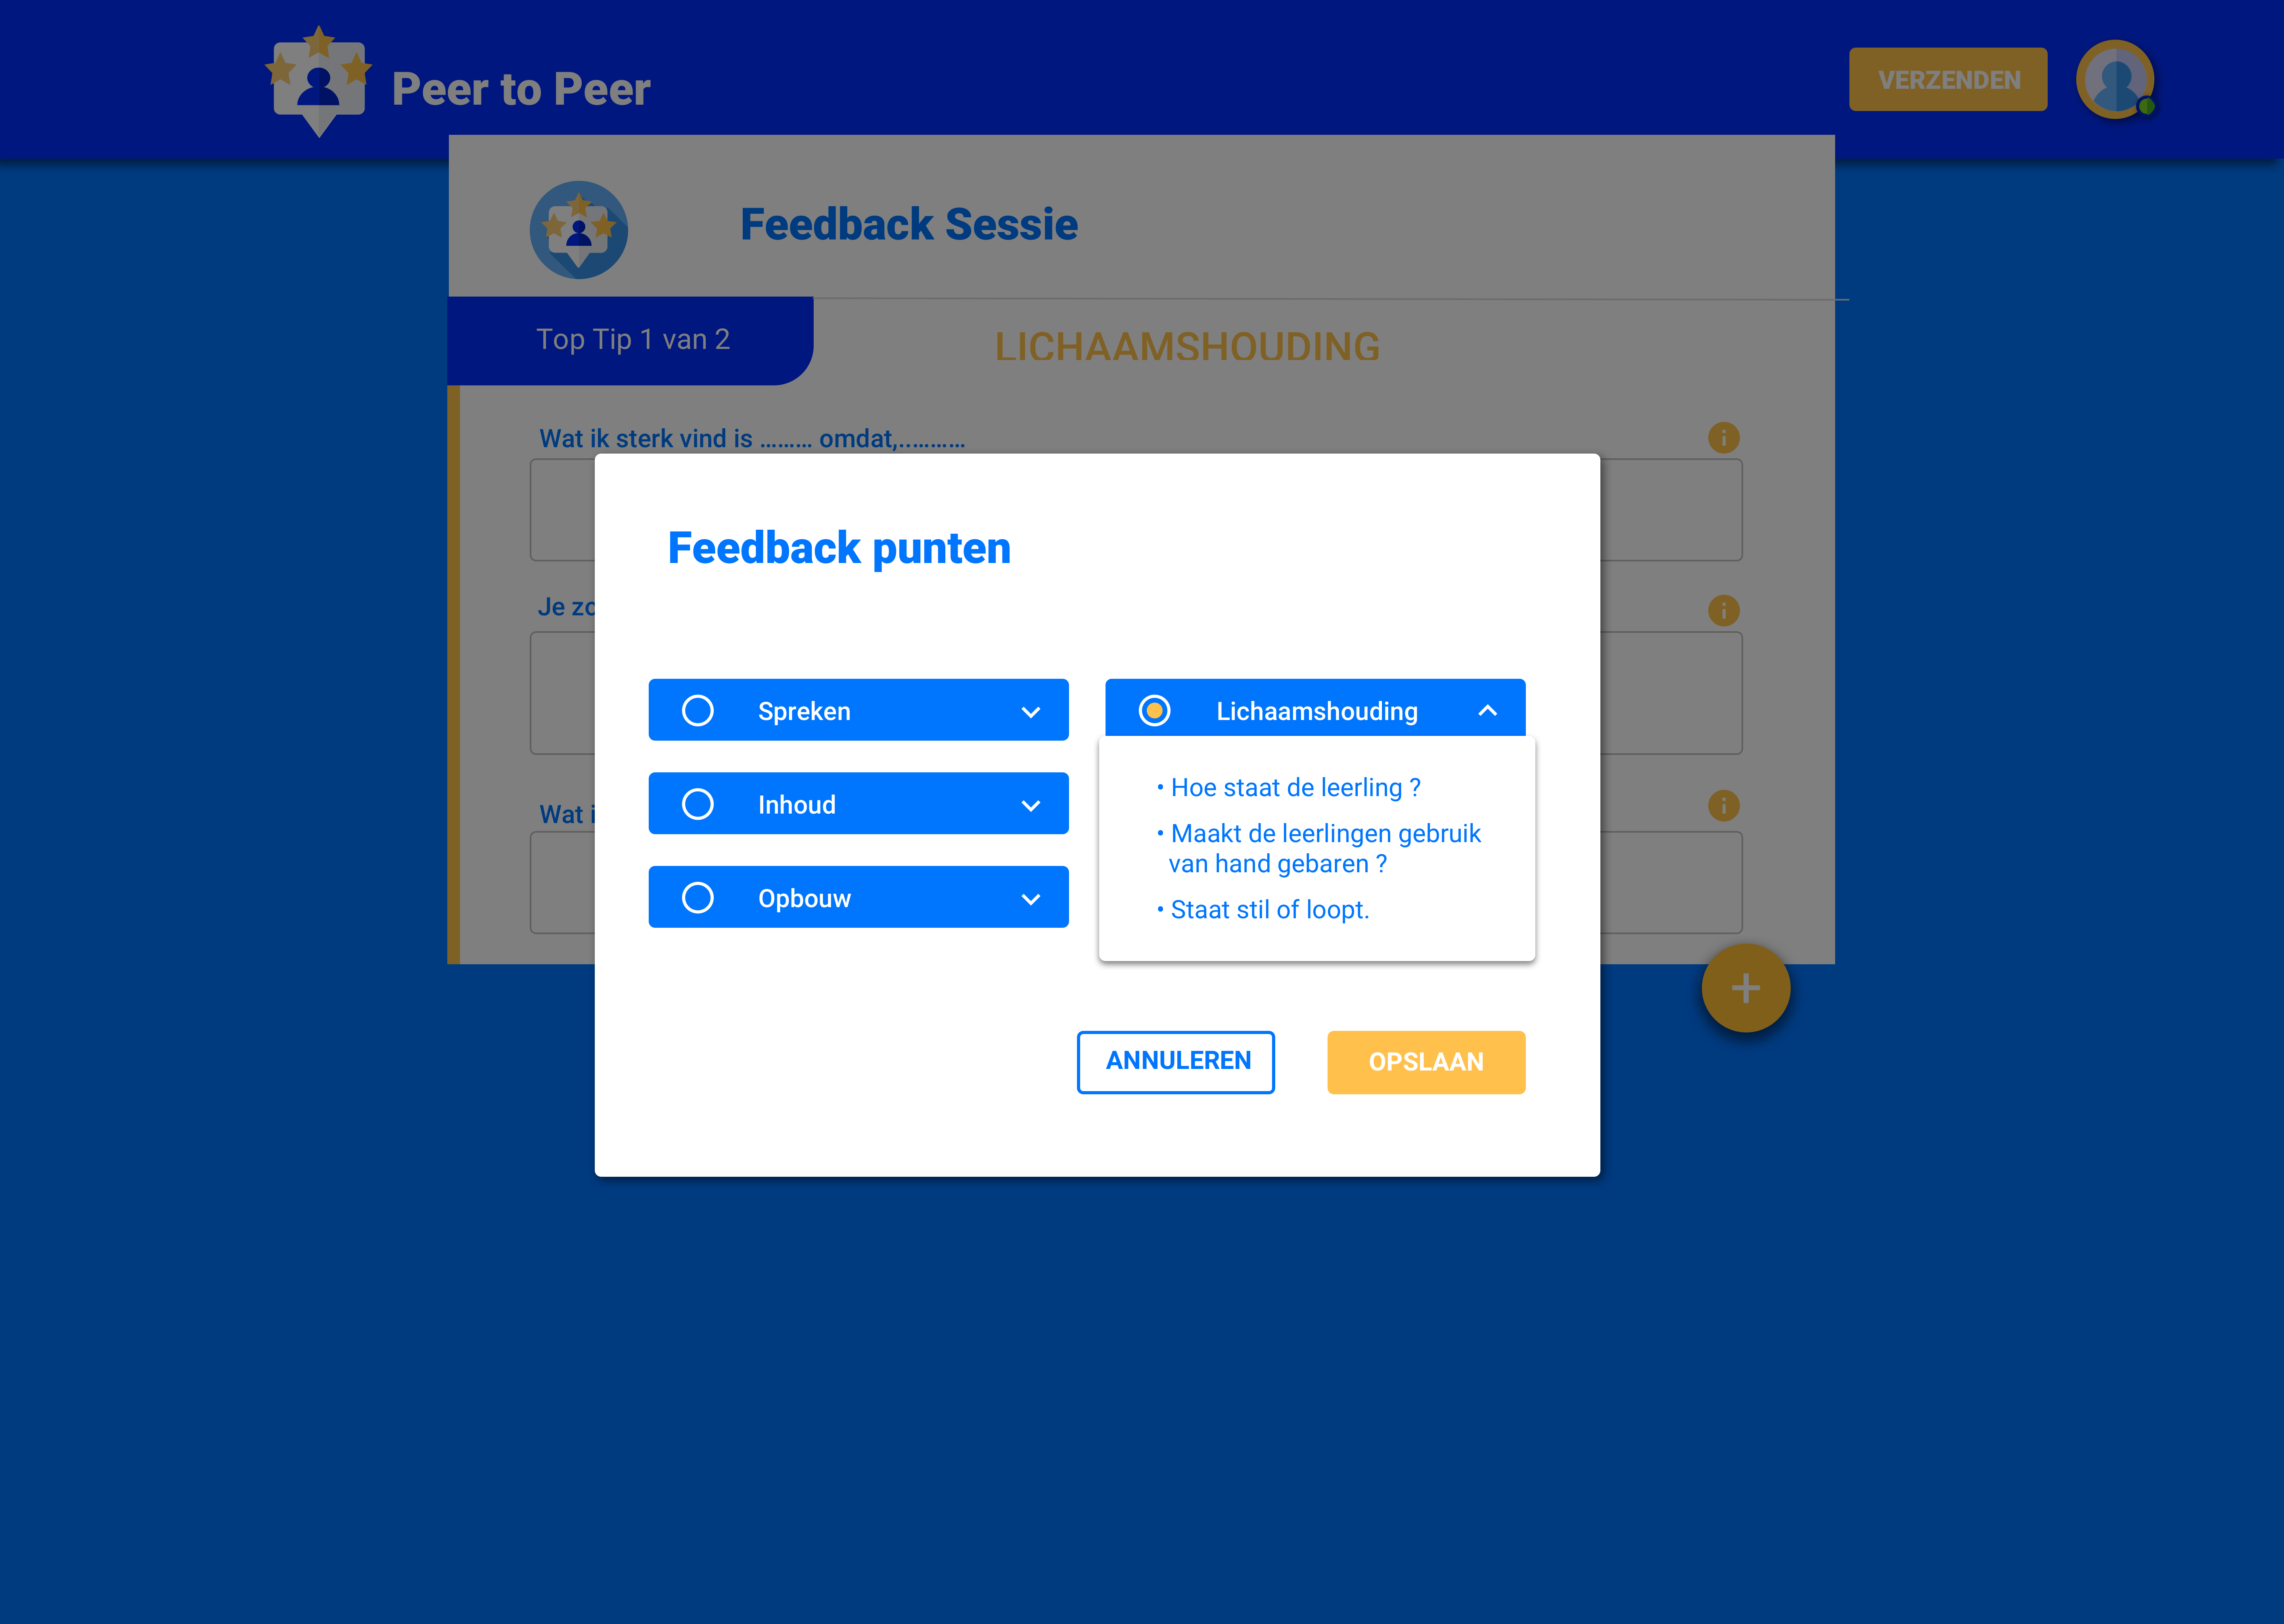 Peer to Peer
VERZENDEN
Feedback Sessie
Top Tip 1 van 2
LICHAAMSHOUDING
Wat ik sterk vind is ……... omdat,..……...
Feedback punten
Je
Wat
Spreken
Lichaamshouding
Inhoud
Opbouw
• Hoe staat de leerling ?
• Maakt de leerlingen gebruik
van hand gebaren ?
• Staat stil of loopt.
ANNULEREN
OPSLAAN